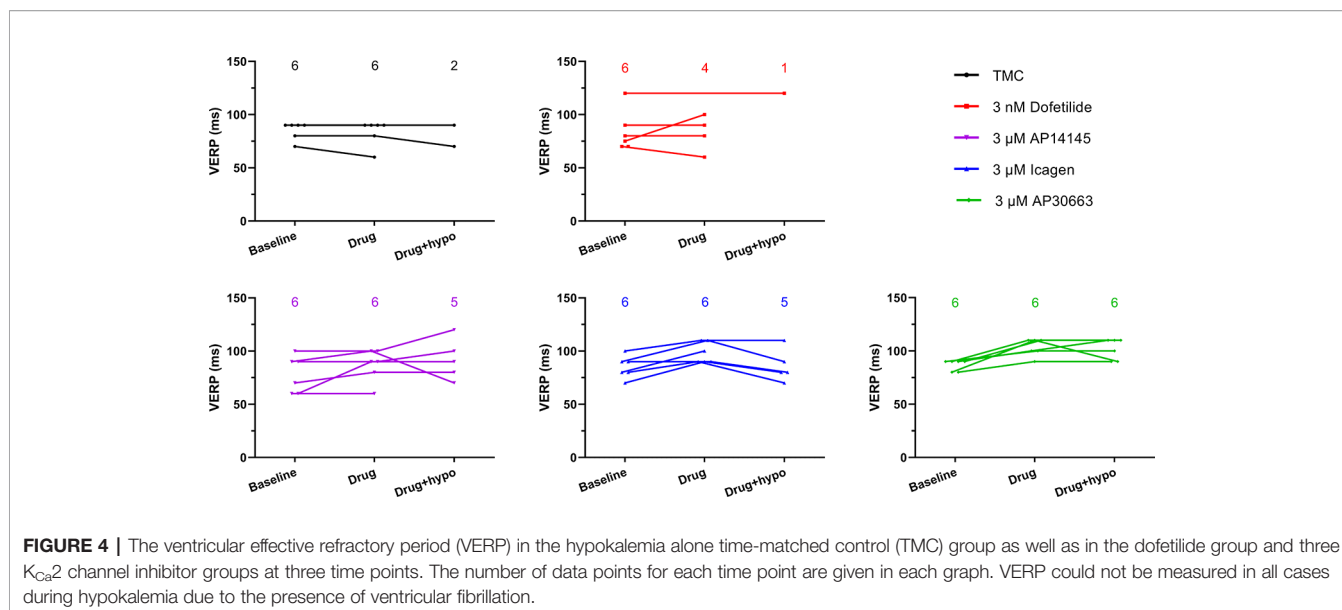 150
100
50
0
VERP (ms)
6 6 2
Baseline Drug Drug+hypo
150
100
50
0
VERP (ms)
6 4 1
Baseline Drug Drug+hypo
TMC
3 nM Dofetilide
3 µM AP14145
3 µM Icagen
3 µM AP30663
150
100
50
0
VERP (ms)
6 6 5
Baseline Drug Drug+hypo
150
100
50
0
VERP (ms)
6 6 5
Baseline Drug Drug+hypo
150
100
50
0
VERP (ms)
6 6 6
Baseline Drug Drug+hypo
FIGURE 4 | The ventricular effective refractory period (VERP) in the hypokalemia alone time-matched control (TMC) group as well as in the dofetilide group and three
KCa2 channel inhibitor groups at three time points. The number of data points for each time point are given in each graph. VERP could not be measured in all cases
during hypokalemia due to the presence of ventricular fibrillation.